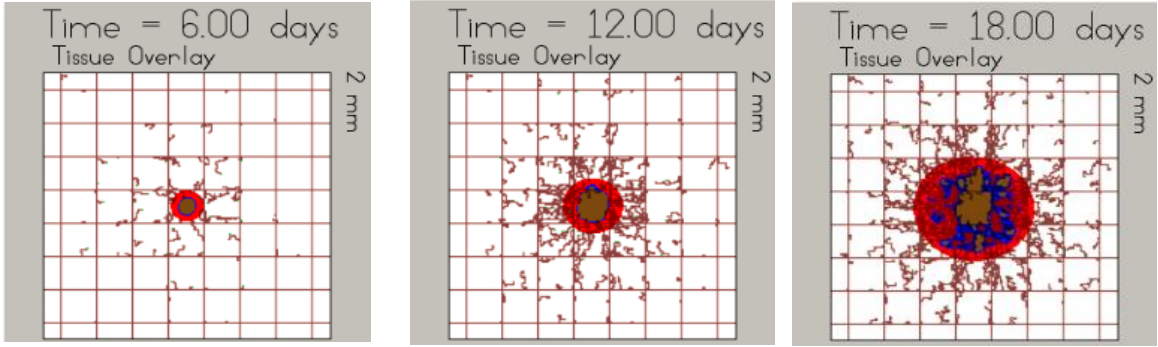 Time = 6.00 days
Tissue Overlay
2 mm
Time = 12.00 days
Tissue Overlay
2 mm
Time = 18.00 days
Tissue Overlay
2 mm